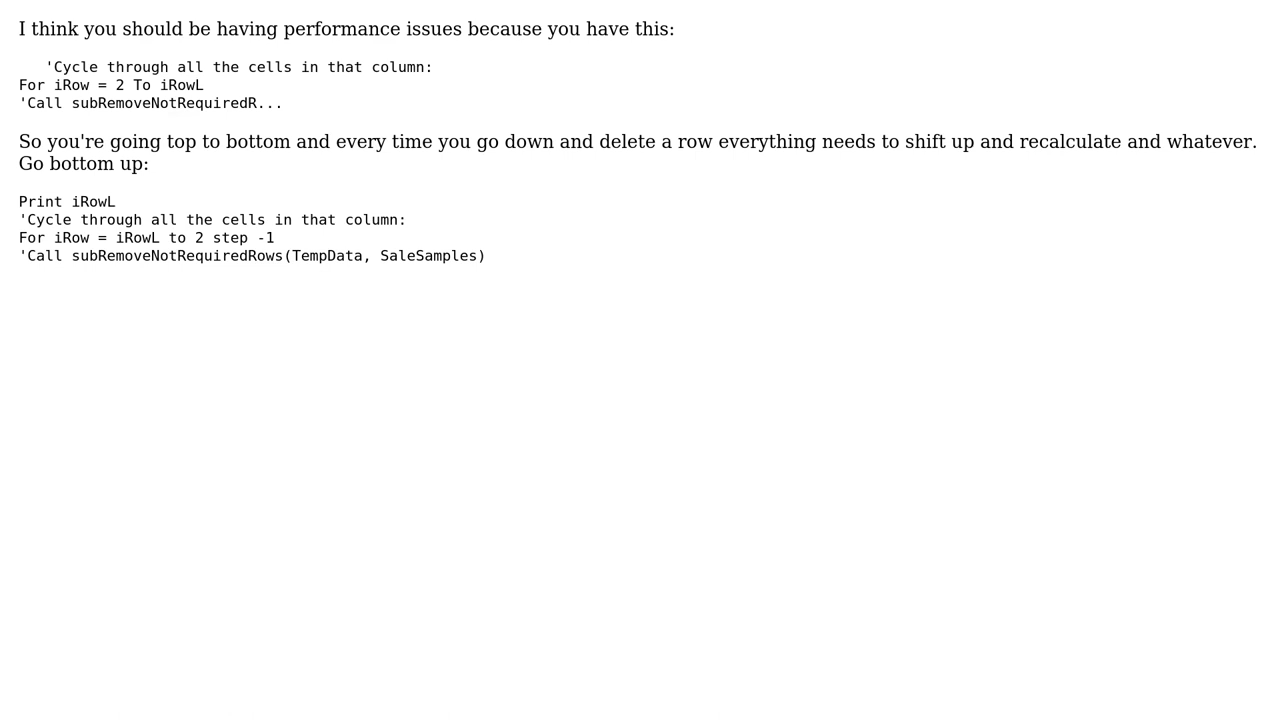 I think you should be having performance issues because you have this:
'Cycle through all the cells in that column:
For iRow = 2 To iRowL
'Call subRemoveNotRequiredR...
So you're going top to bottom and every time you go down and delete a row everything needs to shift up and recalculate and whatever.
Go bottom up:
Print iRowL
'Cycle through all the cells in that column:
For iRow = iRowL to 2 step -1
'Call subRemoveNotRequiredRows(TempData, SaleSamples)